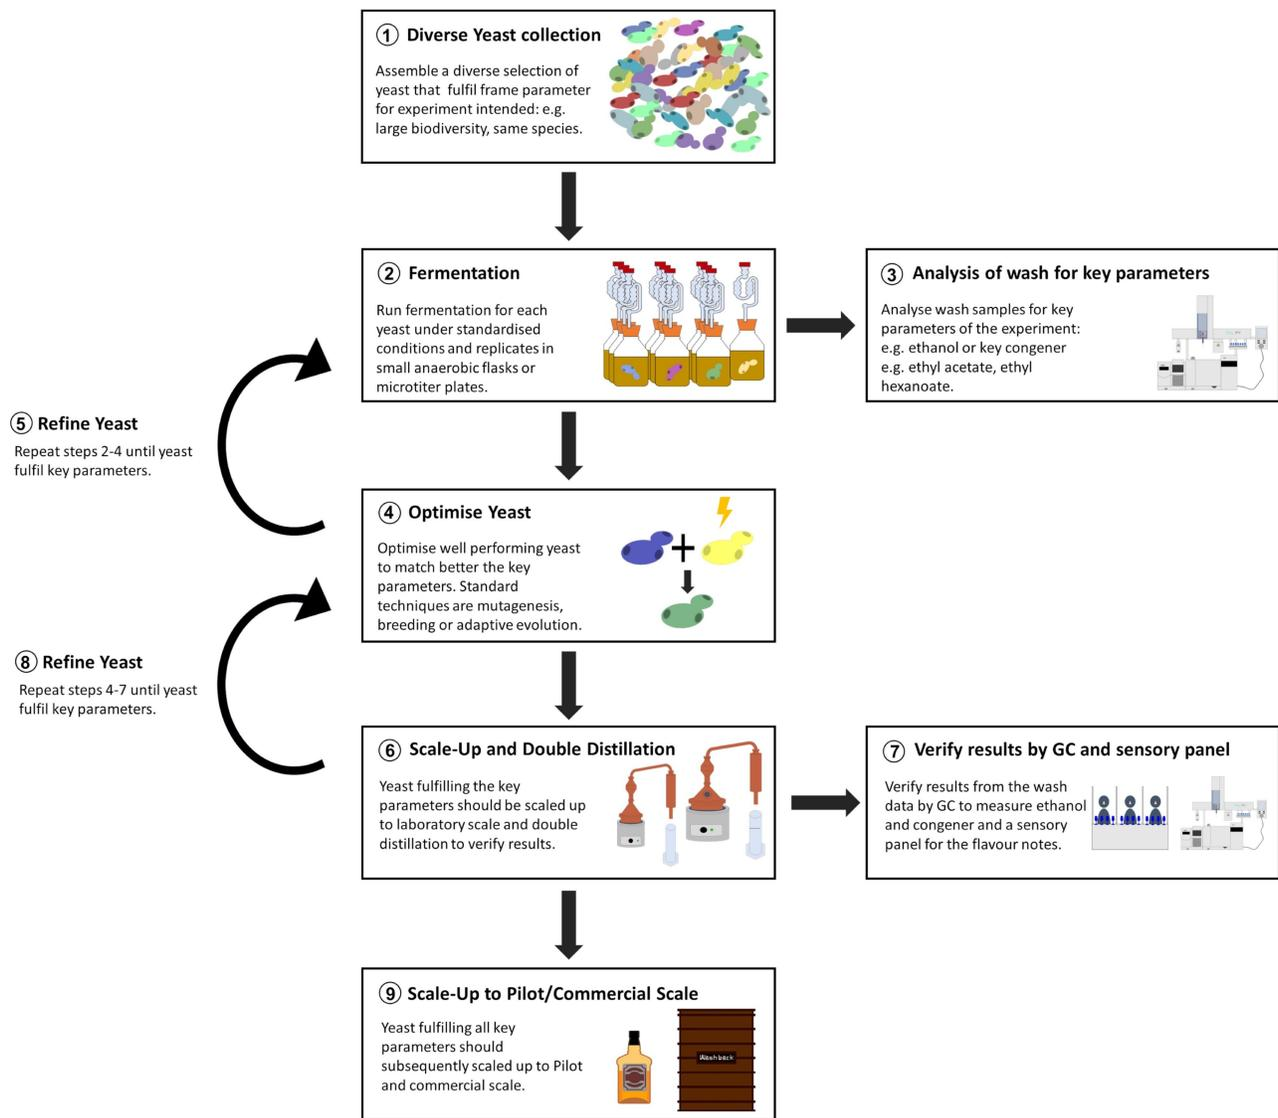 1 Diverse Yeast collection
Assemble a diverse selection of
yeast that fulfil frame parameter
for experiment intended: e.g.
large biodiversity, same species.
2 Fermentation
Run fermentation for each
yeast under standardised
conditions and replicates in
small anaerobic flasks or
microtiter plates.
3 Analysis of wash for key parameters
Analyse wash samples for key
parameters of the experiment:
e.g. ethanol or key congener
e.g. ethyl acetate, ethyl
hexanoate.
5 Refine Yeast
Repeat steps 2-4 until yeast
fulfil key parameters.
4 Optimise Yeast
Optimise well performing yeast
to match better the key
parameters. Standard
techniques are mutagenesis,
breeding or adaptive evolution.
8 Refine Yeast
Repeat steps 4-7 until yeast
fulfil key parameters.
6 Scale-Up and Double Distillation
Yeast fulfilling the key
parameters should be scaled up
to laboratory scale and double
distillation to verify results.
7 Verify results by GC and sensory panel
Verify results from the wash
data by GC to measure ethanol
and congener and a sensory
panel for the flavour notes.
9 Scale-Up to Pilot/Commercial Scale
Yeast fulfilling all key
parameters should
subsequently scaled up to Pilot
and commercial scale.
Washback